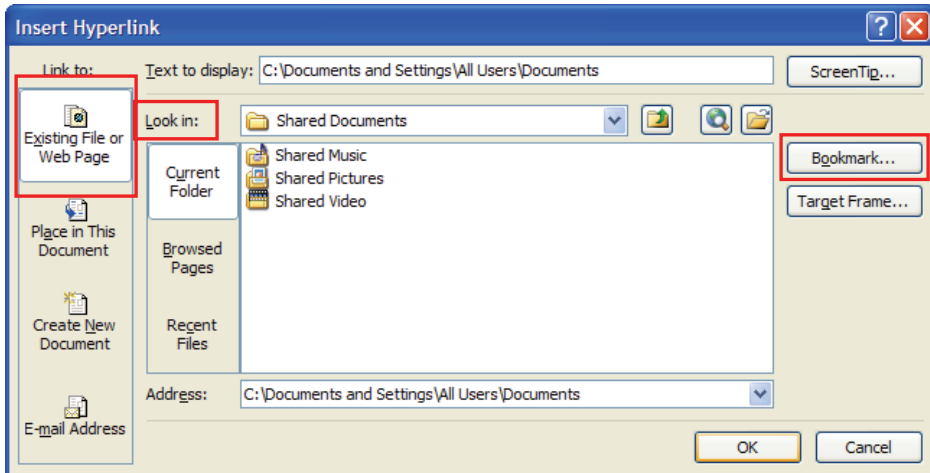 Insert Hyperlink
Link to:
Text to display: C:\Documents and Settings\All Users\Documents
ScreenTip...
Existing File or
Web Page
Look in: Shared Documents
Current
Folder
Shared Music
Shared Pictures
Shared Video
Bookmark...
Target Frame...
Place in This
Document
Browsed
Pages
Create New
Document
Recent
Files
Address: C:\Documents and Settings\All Users\Documents
E-mail Address
OK
Cancel